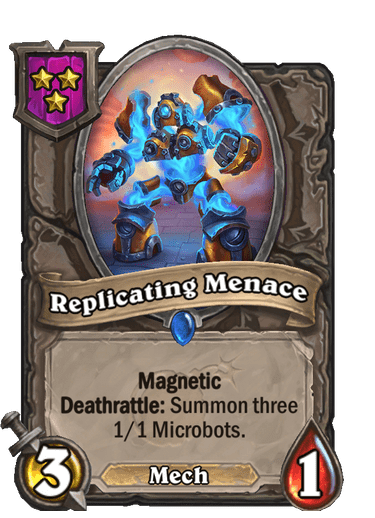 Replicating Menace
Magnetic
Deathrattle: Summon three
1/1 Microbots.
3
Mech
1